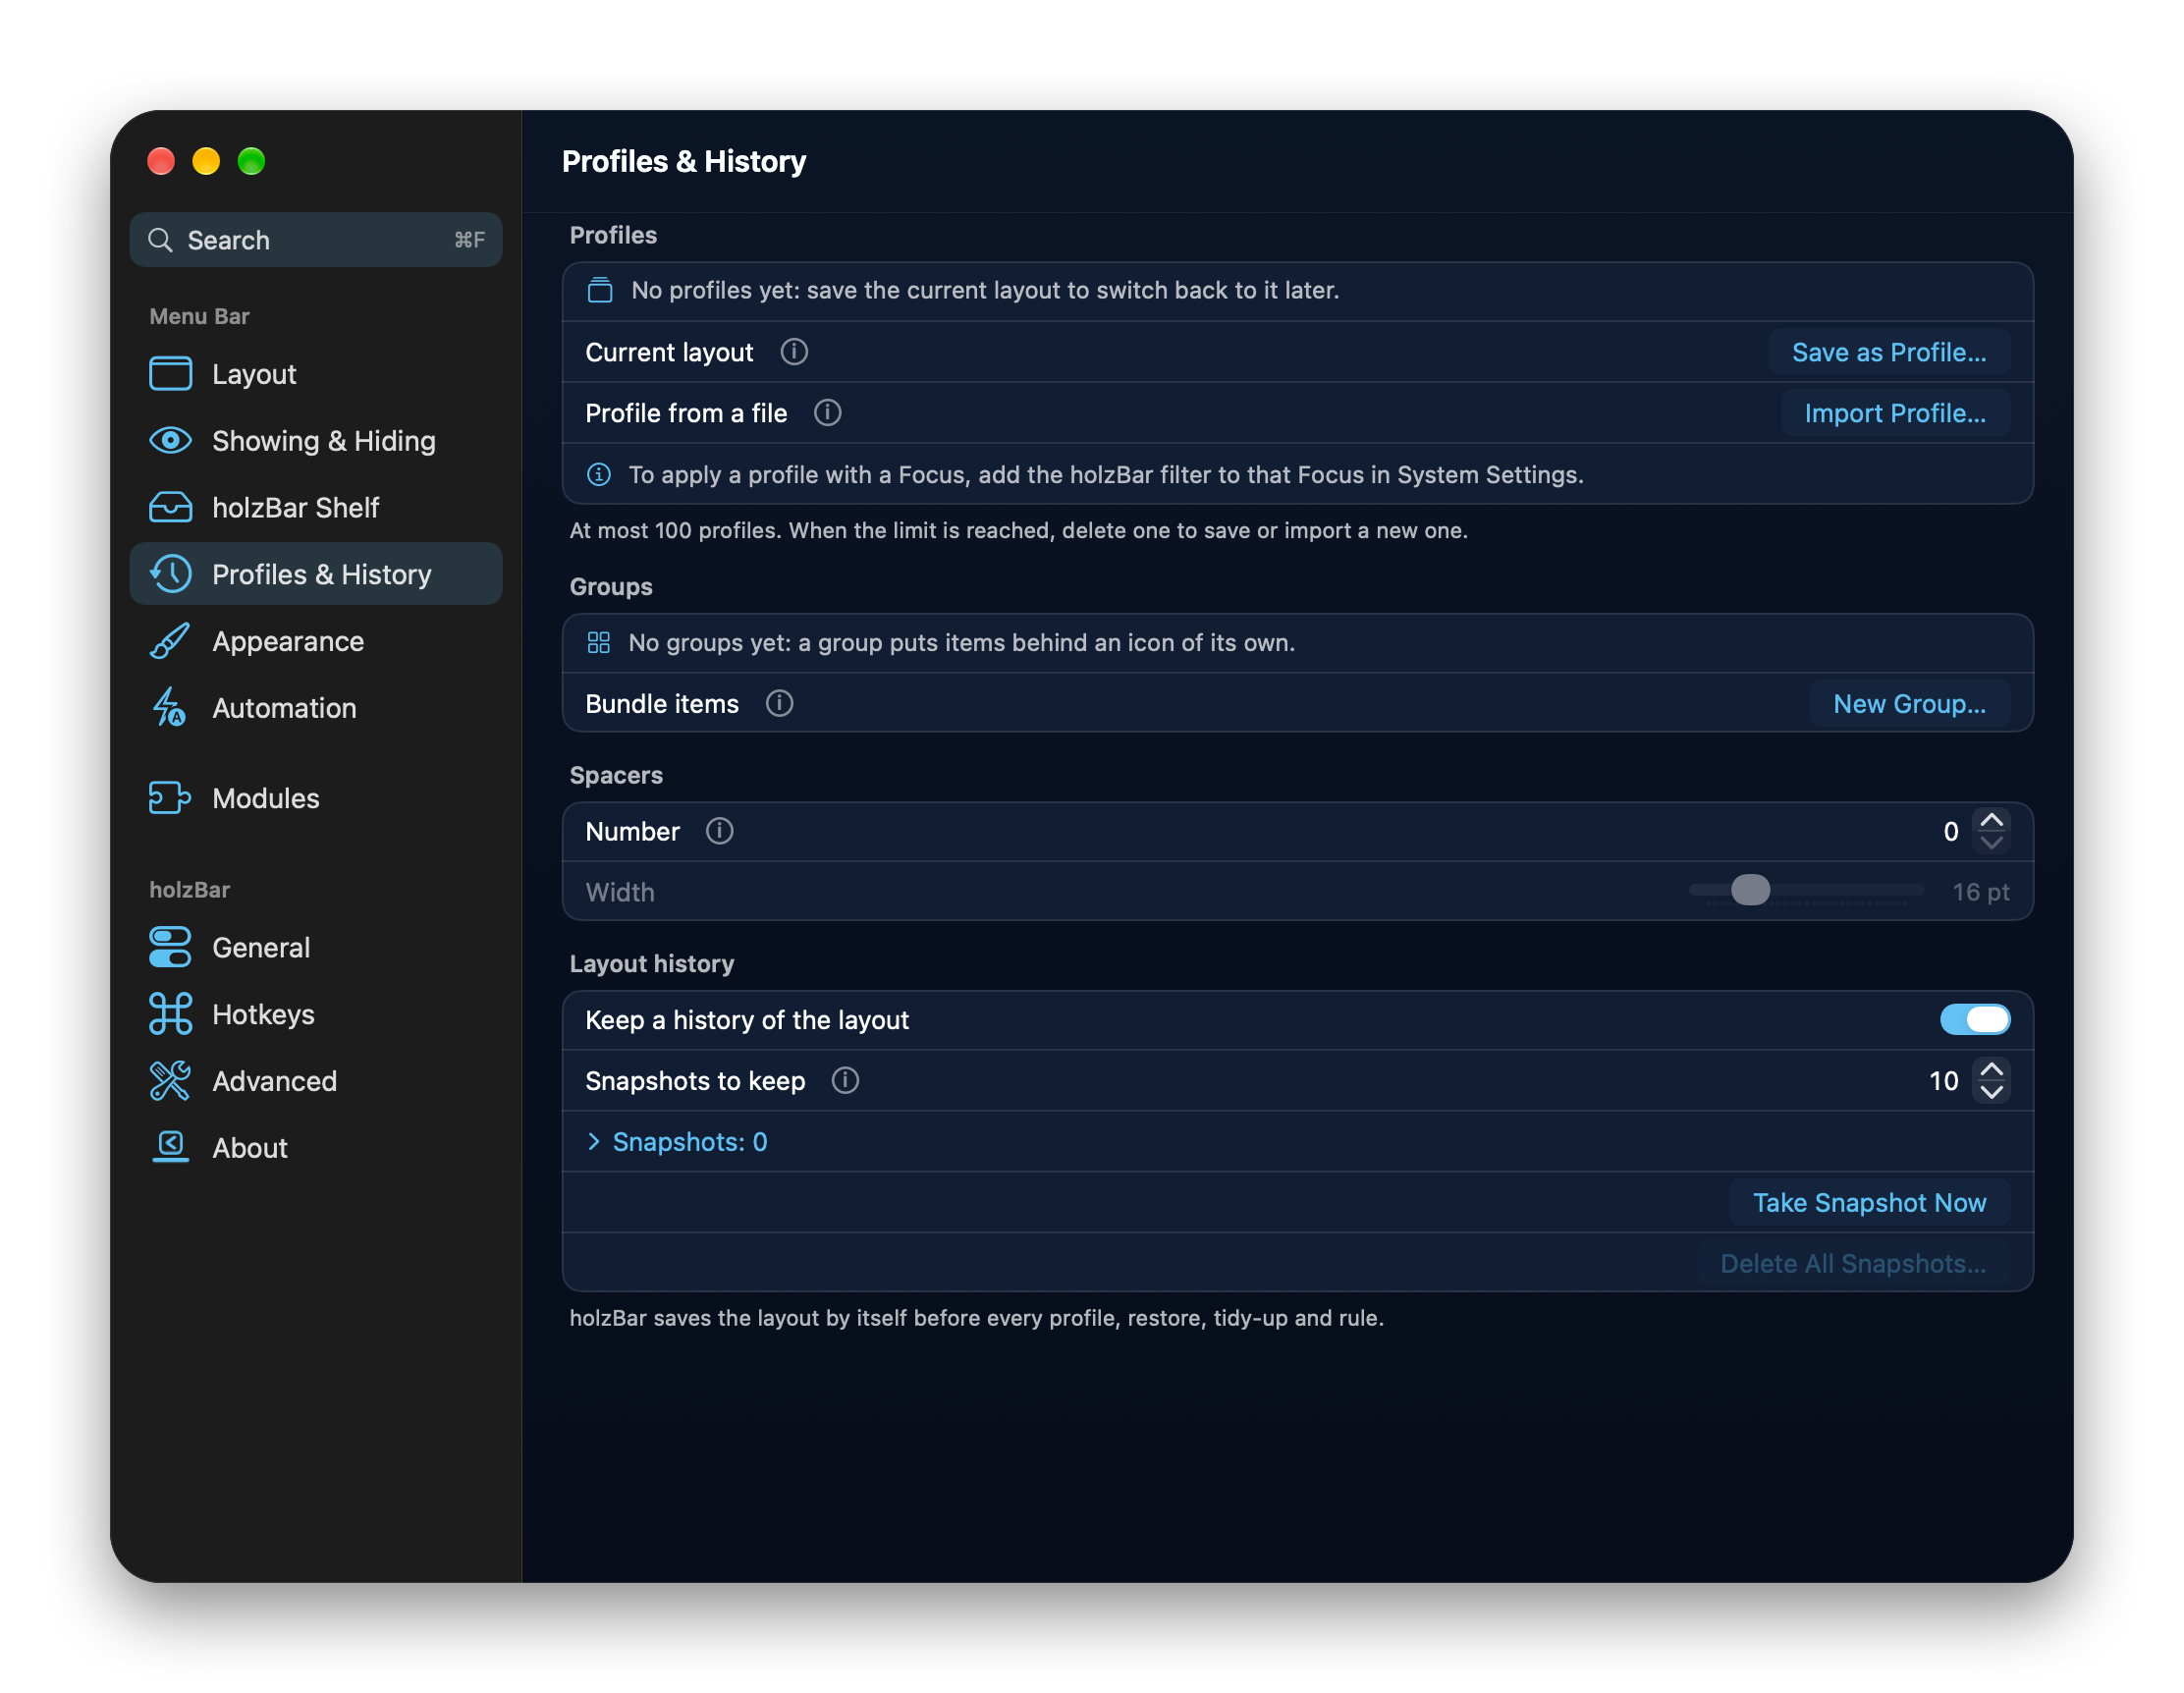 Search ⌘F
Menu Bar
Layout
Showing & Hiding
holzBar Shelf
Profiles & History
Appearance
Automation
Modules
holzBar
General
Hotkeys
Advanced
About
Profiles & History
Profiles
No profiles yet: save the current layout to switch back to it later.
Current layout Save as Profile...
Profile from a file Import Profile...
To apply a profile with a Focus, add the holzBar filter to that Focus in System Settings.
At most 100 profiles. When the limit is reached, delete one to save or import a new one.
Groups
No groups yet: a group puts items behind an icon of its own.
Bundle items New Group...
Spacers
Number 0
Width 16 pt
Layout history
Keep a history of the layout
Snapshots to keep 10
Snapshots: 0
Take Snapshot Now
Delete All Snapshots...
holzBar saves the layout by itself before every profile, restore, tidy-up and rule.